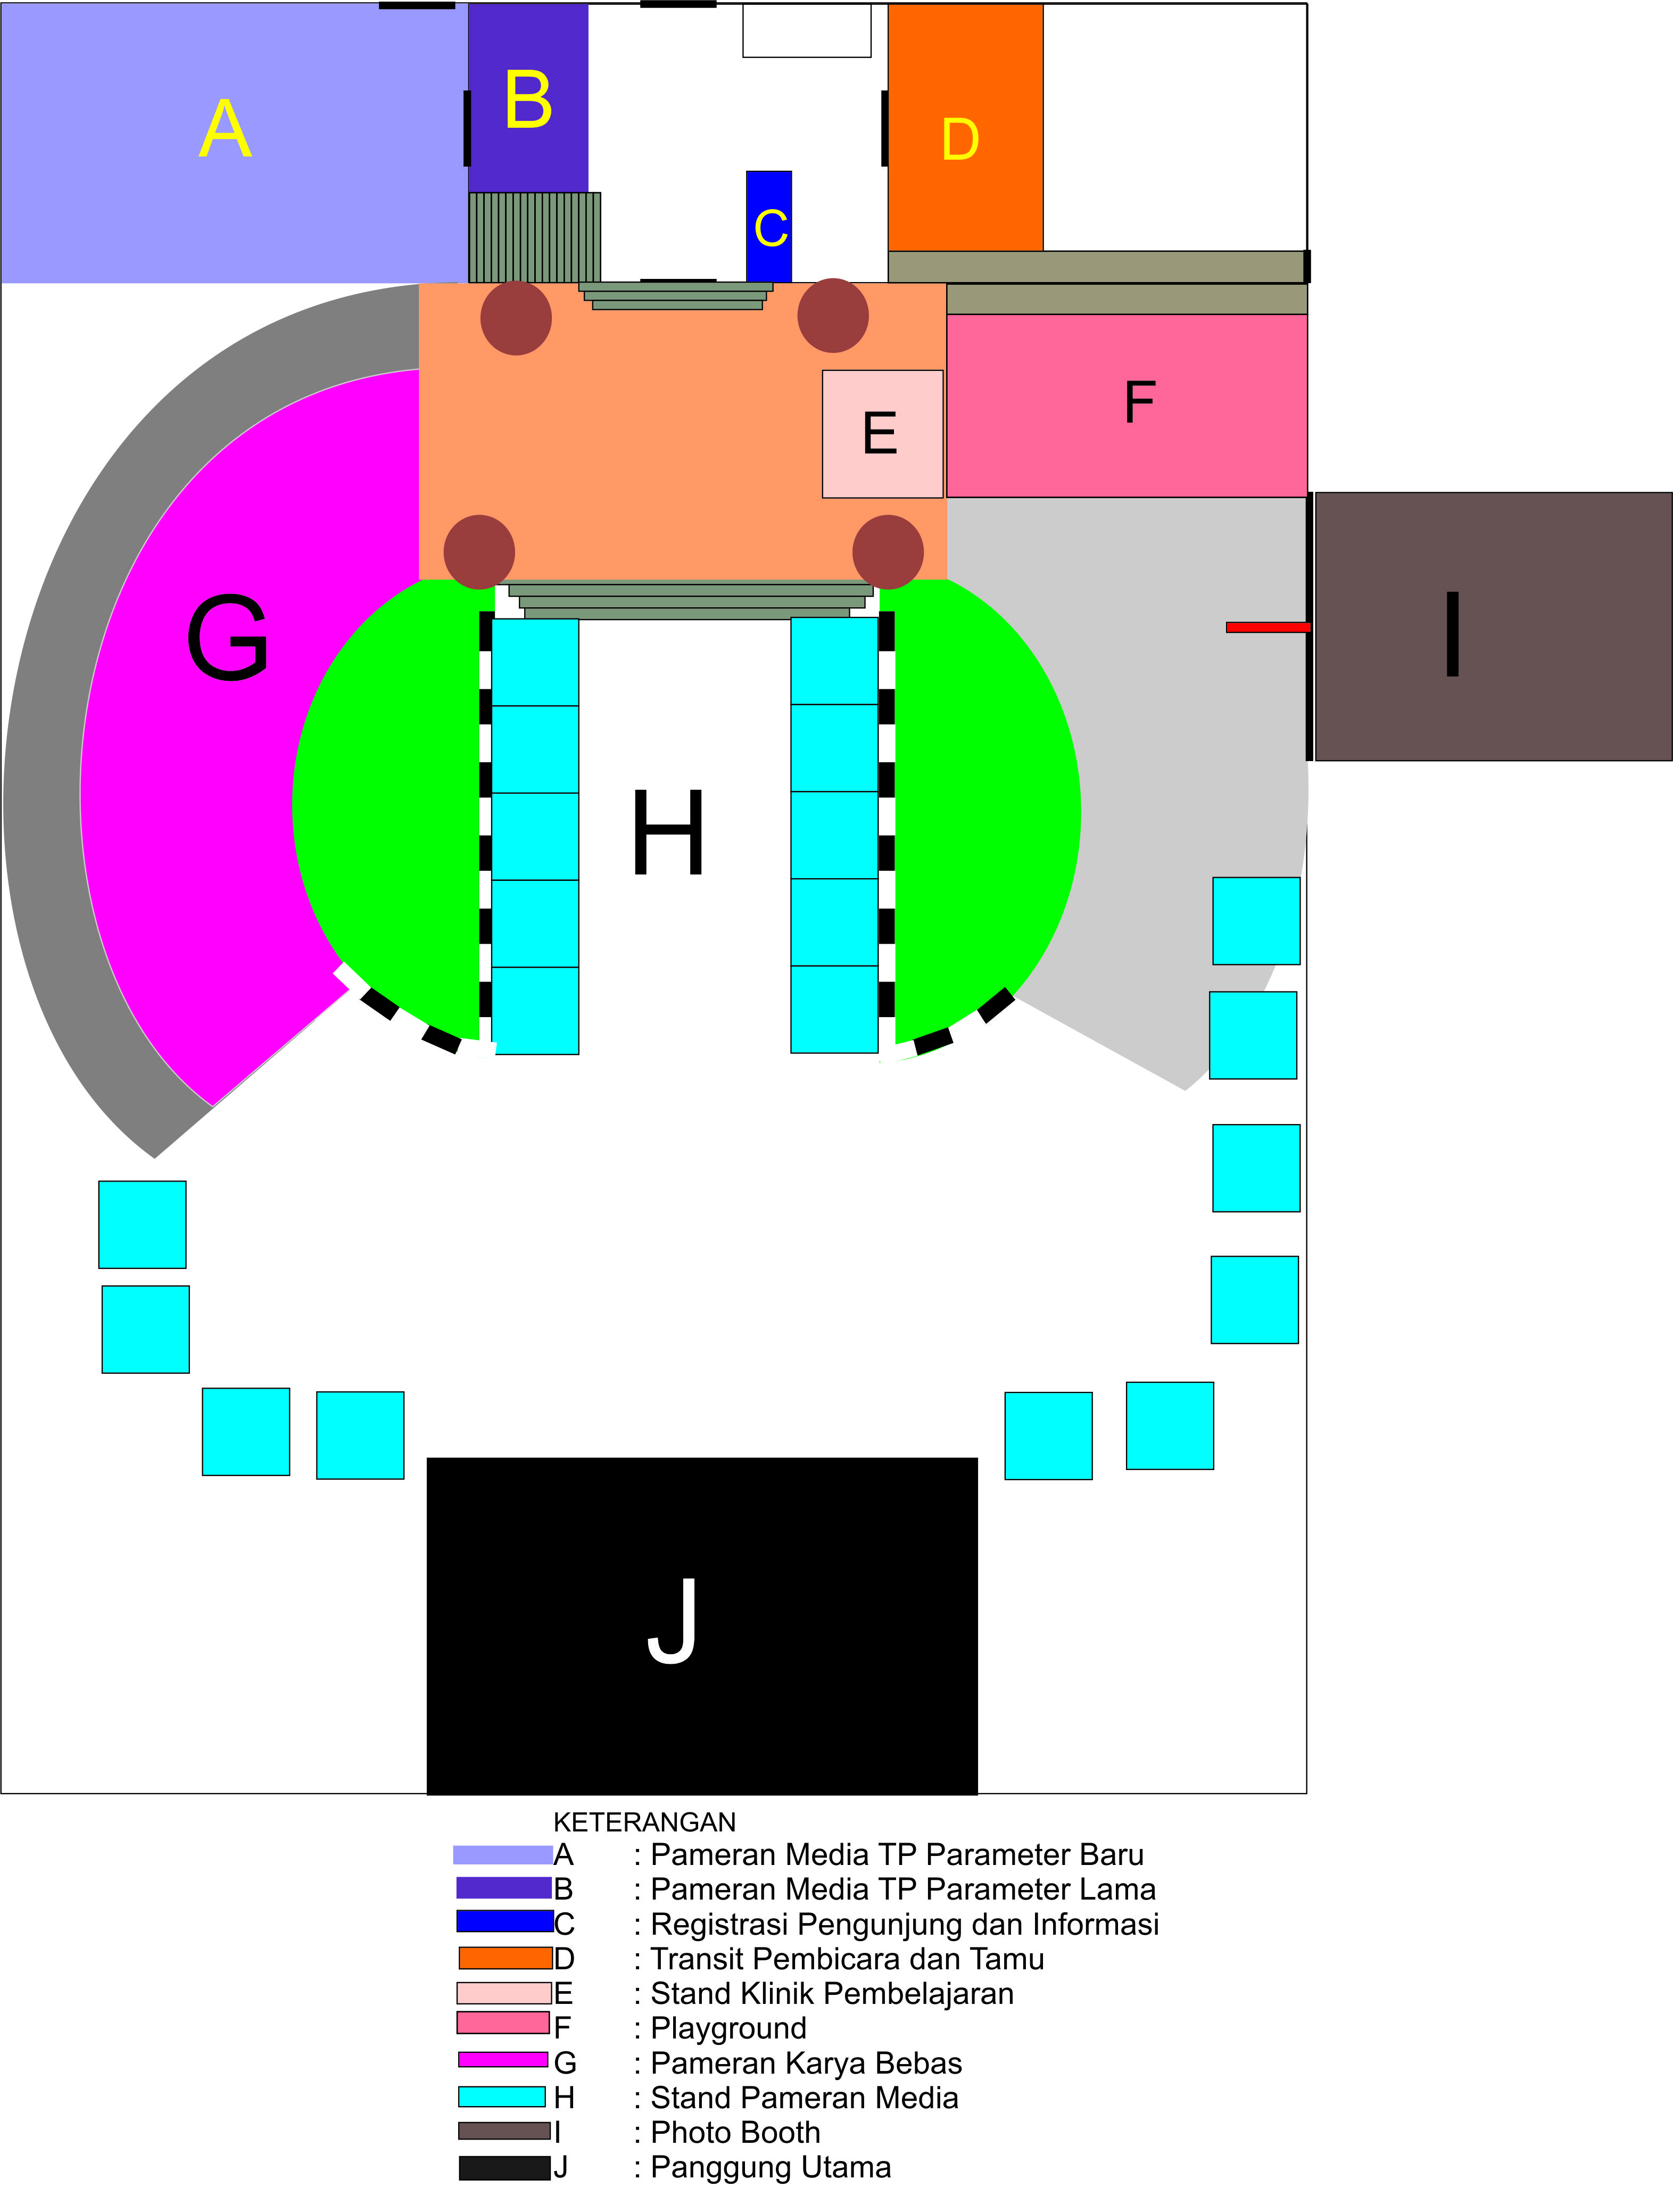 A
B
C
D
E
F
G
H
I
J
KETERANGAN
A : Pameran Media TP Parameter Baru
B : Pameran Media TP Parameter Lama
C : Registrasi Pengunjung dan Informasi
D : Transit Pembicara dan Tamu
E : Stand Klinik Pembelajaran
F : Playground
G : Pameran Karya Bebas
H : Stand Pameran Media
I : Photo Booth
J : Panggung Utama